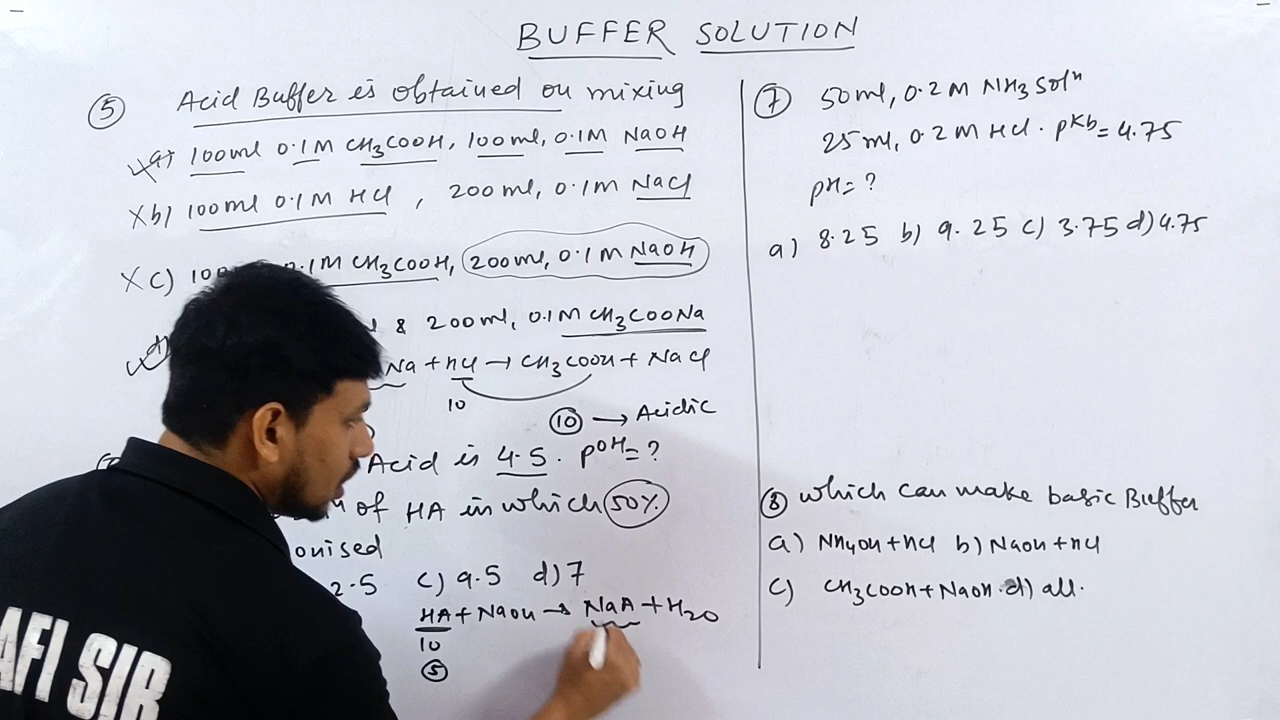 BUFFER SOLUTION
⑤ Acid Buffer is obtained on mixing
a) 100ml 0.1M CH3COOH, 100ml, 0.1M NaOH
X b) 100ml 0.1M HCl , 200ml, 0.1M NaCl
X c) 0.1M CH3COOH, 200ml, 0.1M NaOH
d) & 200ml, 0.1M CH3COONa
Na + HCl → CH3COOH + NaCl
10
10 → Acidic
Acid is 4.5. pOH = ?
of HA in which 50%
onised
2.5 c) 9.5 d) 7
HA + NaOH → NaA + H2O
10
5
⑦ 50ml, 0.2M NH3 Solⁿ
25ml, 0.2M HCl. pKb = 4.75
pH = ?
a) 8.25 b) 9.25 c) 3.75 d) 4.75
⑧ which can make basic Buffer
a) NH4OH + HCl b) NaOH + HCl
c) CH3COOH + NaOH d) all.
AFI SIR